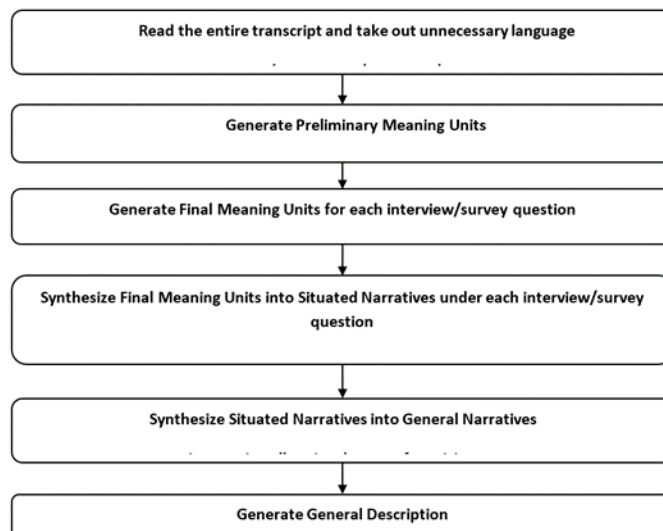 Read the entire transcript and take out unnecessary language
Generate Preliminary Meaning Units
Generate Final Meaning Units for each interview/survey question
Synthesize Final Meaning Units into Situated Narratives under each interview/survey
question
Synthesize Situated Narratives into General Narratives
Generate General Description